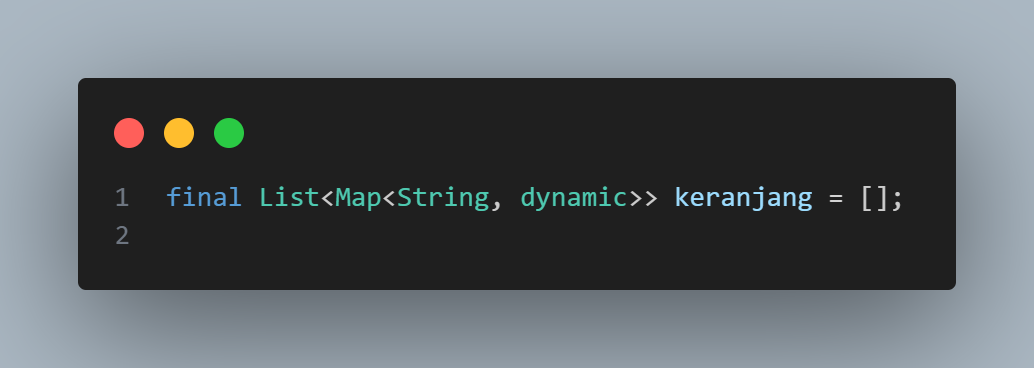 1 final List<Map<String, dynamic>> keranjang = [];
2